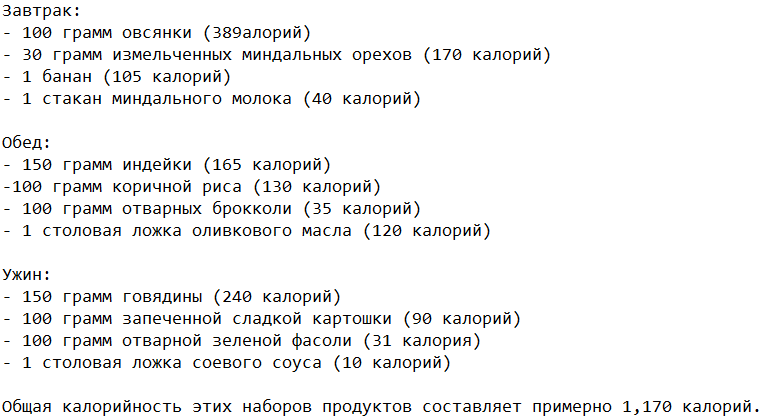 Завтрак:
- 100 грамм овсянки (389алорий)
- 30 грамм измельченных миндальных орехов (170 калорий)
- 1 банан (105 калорий)
- 1 стакан миндального молока (40 калорий)
Обед:
- 150 грамм индейки (165 калорий)
-100 грамм коричной риса (130 калорий)
- 100 грамм отварных брокколи (35 калорий)
- 1 столовая ложка оливкового масла (120 калорий)
Ужин:
- 150 грамм говядины (240 калорий)
- 100 грамм запеченной сладкой картошки (90 калорий)
- 100 грамм отварной зеленой фасоли (31 калория)
- 1 столовая ложка соевого соуса (10 калорий)
Общая калорийность этих наборов продуктов составляет примерно 1,170 калорий.